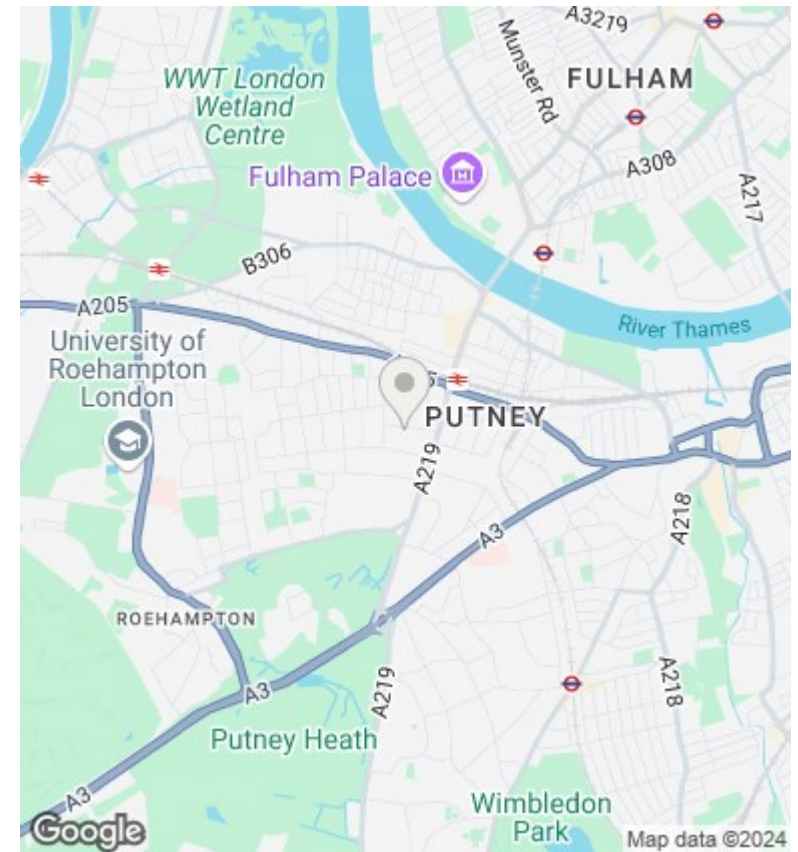 A3219
Munster Rd
FULHAM
WWT London
Wetland
Centre
Fulham Palace
A308
A217
B306
A205
River Thames
University of
Roehampton
London
PUTNEY
A219
A3
A218
ROEHAMPTON
A3
A219
A218
Putney Heath
A3
Wimbledon
Park
Google
Map data ©2024